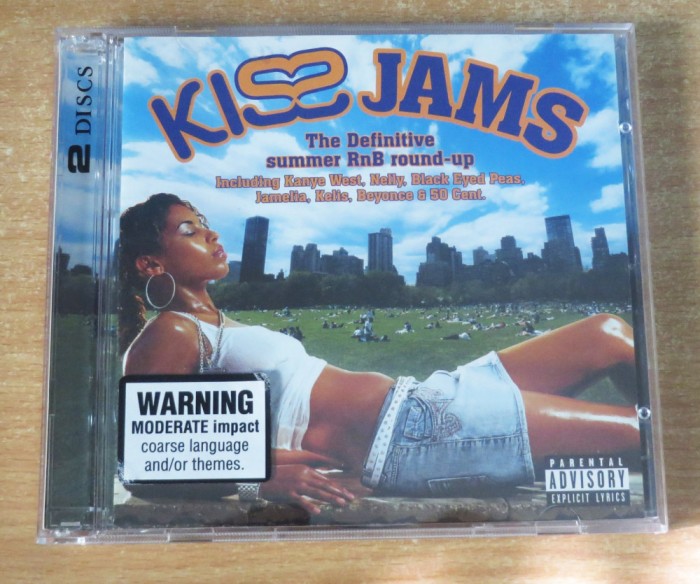 2 DISCS
KISS JAMS
The Definitive
summer RnB round-up
Including Kanye West, Nelly, Black Eyed Peas,
Jamelia, Kelis, Beyonce & 50 Cent.
WARNING
MODERATE impact
coarse language
and/or themes.
PARENTAL
ADVISORY
EXPLICIT LYRICS